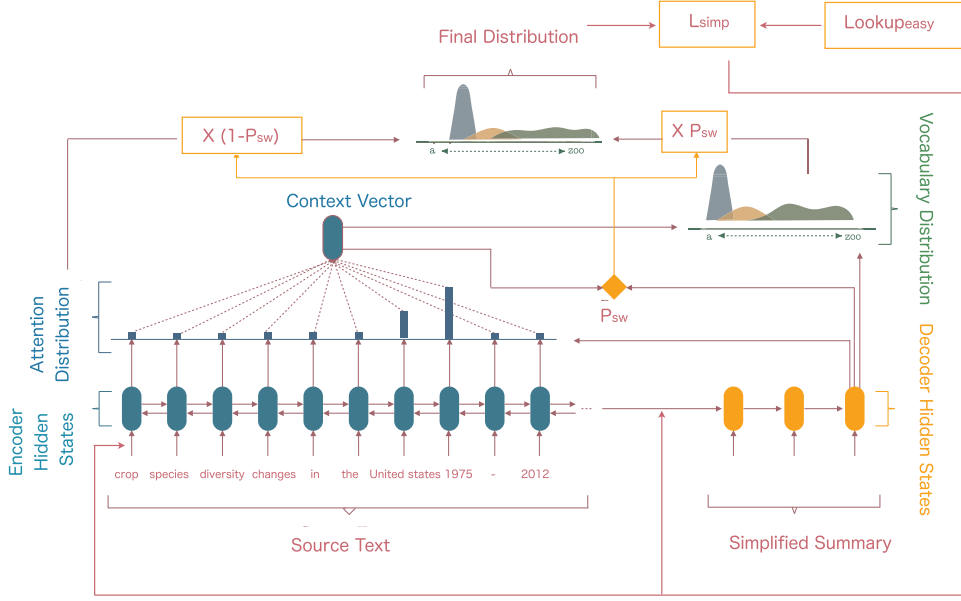 Final Distribution
Lsimp
Lookupeasy
X (1-Psw)
X Psw
a
zoo
Context Vector
a
zoo
Vocabulary Distribution
Attention
Distribution
Psw
Encoder
Hidden
States
Decoder Hidden States
...
crop species diversity changes in the United states 1975 - 2012
Source Text
Simplified Summary